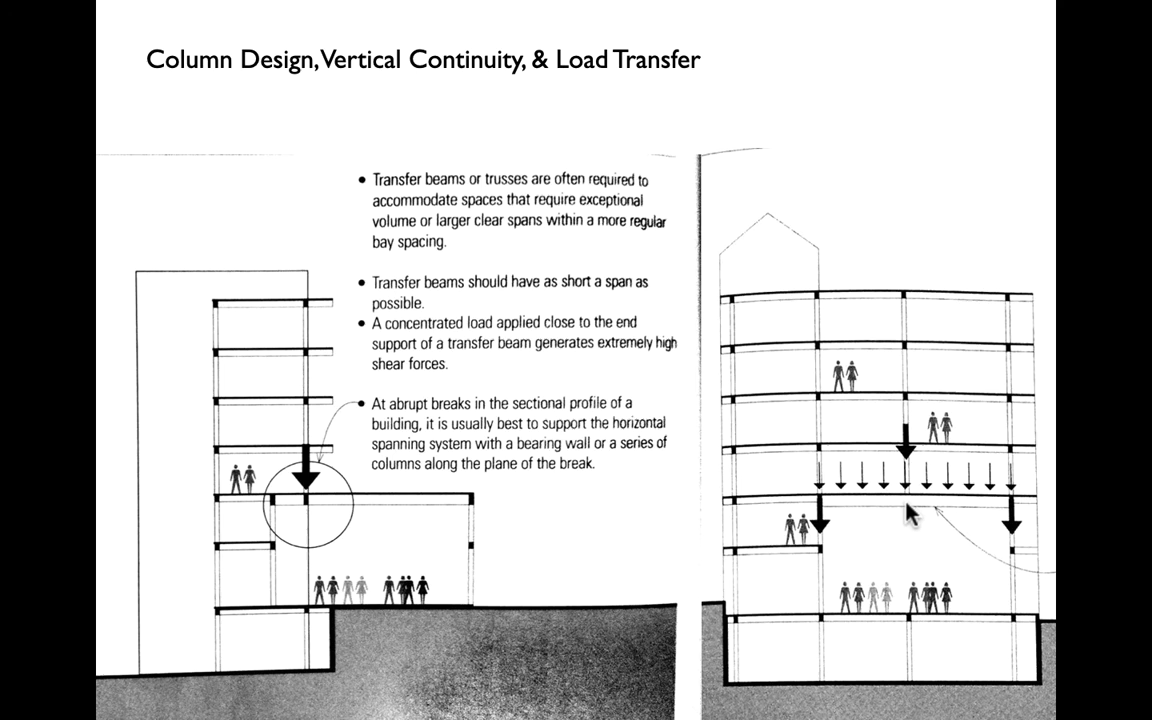 Column Design, Vertical Continuity, & Load Transfer
• Transfer beams or trusses are often required to
accommodate spaces that require exceptional
volume or larger clear spans within a more regular
bay spacing.
• Transfer beams should have as short a span as
possible.
• A concentrated load applied close to the end
support of a transfer beam generates extremely high
shear forces.
• At abrupt breaks in the sectional profile of a
building, it is usually best to support the horizontal
spanning system with a bearing wall or a series of
columns along the plane of the break.